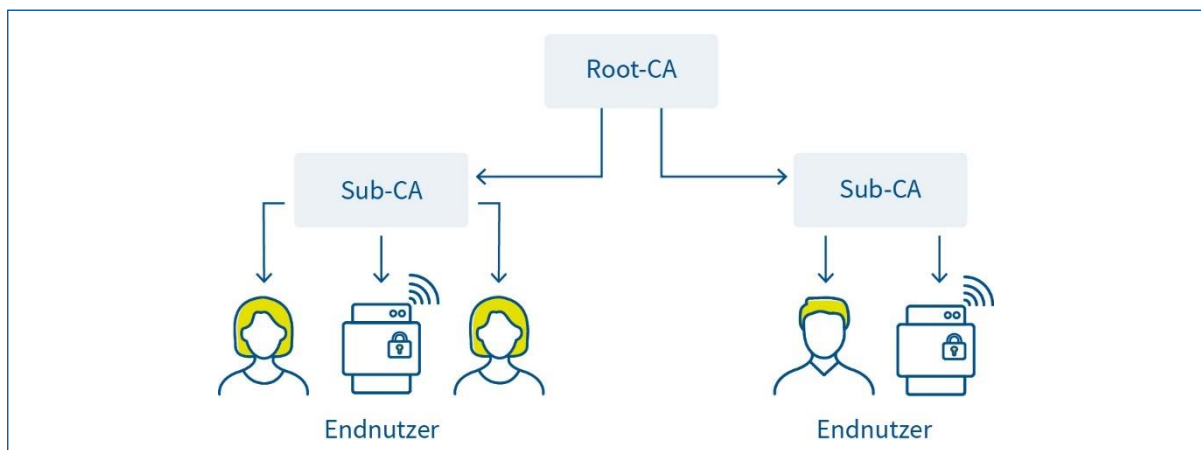 Root-CA
Sub-CA
Sub-CA
Endnutzer
Endnutzer